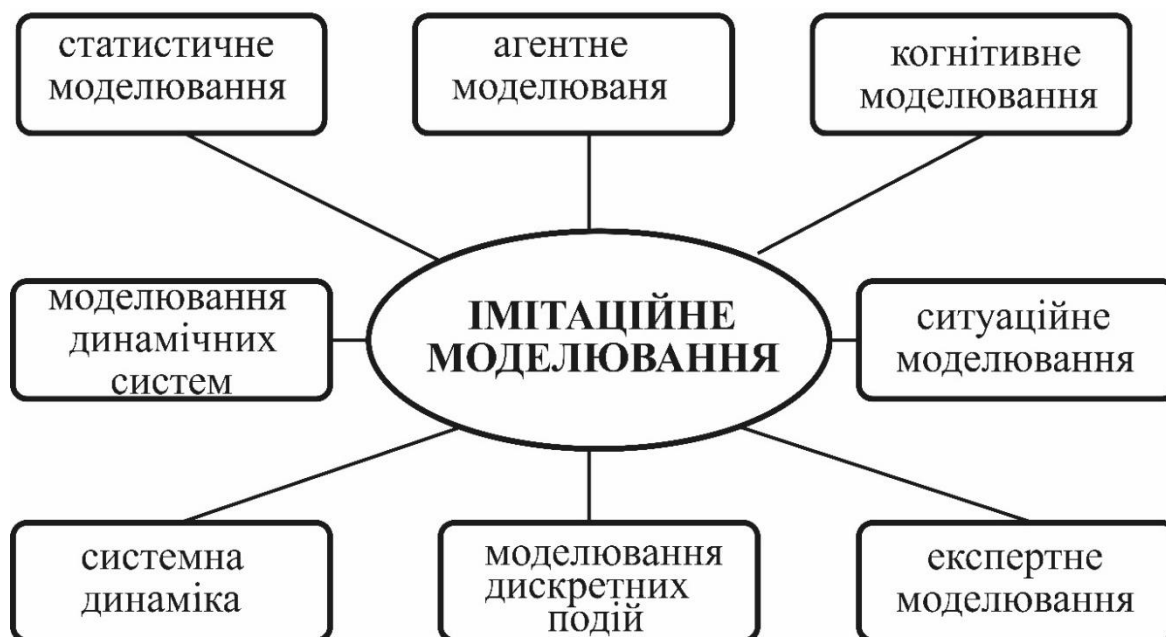 статистичне
моделювання
агентне
моделюваня
когнітивне
моделювання
моделювання
динамічних
систем
ІМІТАЦІЙНЕ
МОДЕЛЮВАННЯ
ситуаційне
моделювання
системна
динаміка
моделювання
дискретних
подій
експертне
моделювання